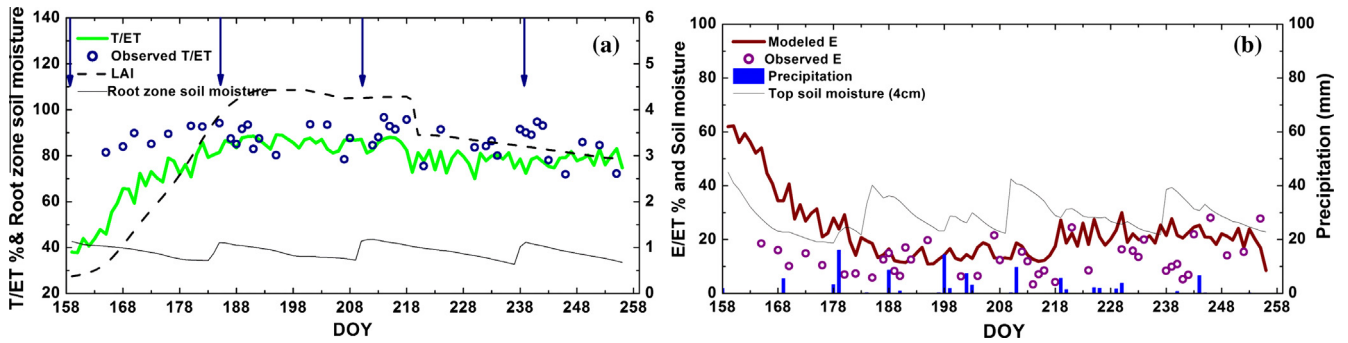 T/ET %& Root zone soil moisture
140
120
100
80
60
40
20
6
5
4
3
2
1
0
T/ET
Observed T/ET
LAI
Root zone soil moisture
(a)
158 168 178 188 198 208 218 228 238 248 258
DOY
E/ET % and Soil moisture
100
80
60
40
20
0
Modeled E
Observed E
Precipitation
Top soil moisture (4cm)
(b)
100
80
60
40
20
0
Precipitation (mm)
158 168 178 188 198 208 218 228 238 248 258
DOY